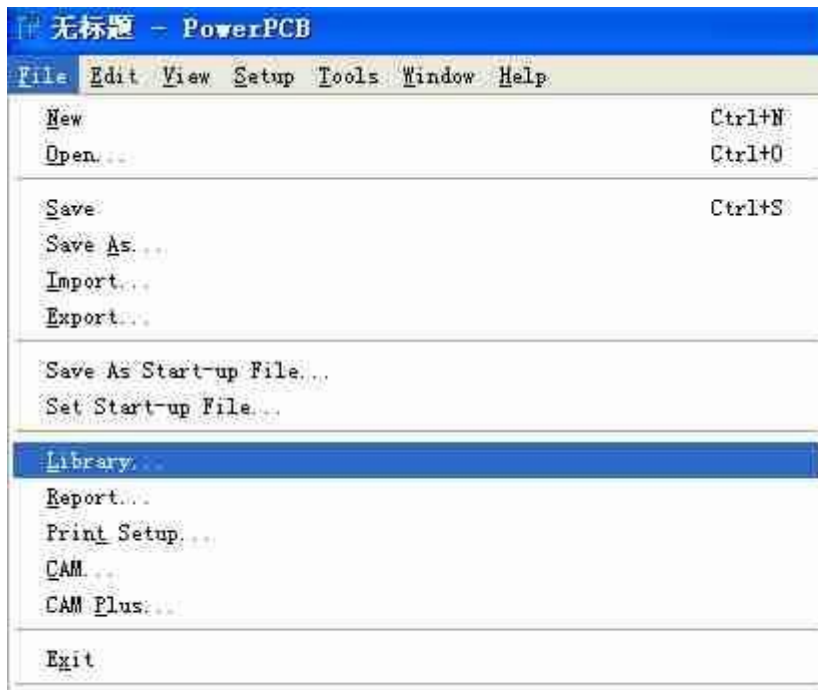 无标题 - PowerPCB
File Edit View Setup Tools Window Help
New Ctrl+N
Open... Ctrl+O
Save Ctrl+S
Save As...
Import...
Export...
Save As Start-up File...
Set Start-up File...
Library...
Report...
Print Setup...
CAM...
CAM Plus...
Exit